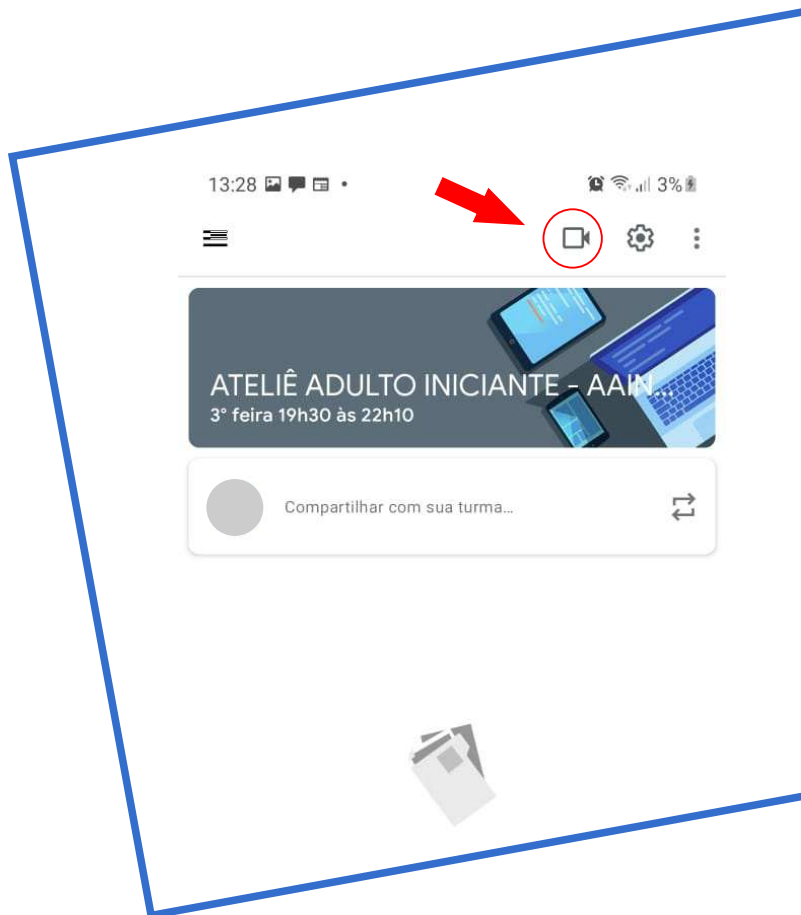 13:28
3%
ATELIÊ ADULTO INICIANTE - AAIN...
3° feira 19h30 às 22h10
Compartilhar com sua turma...